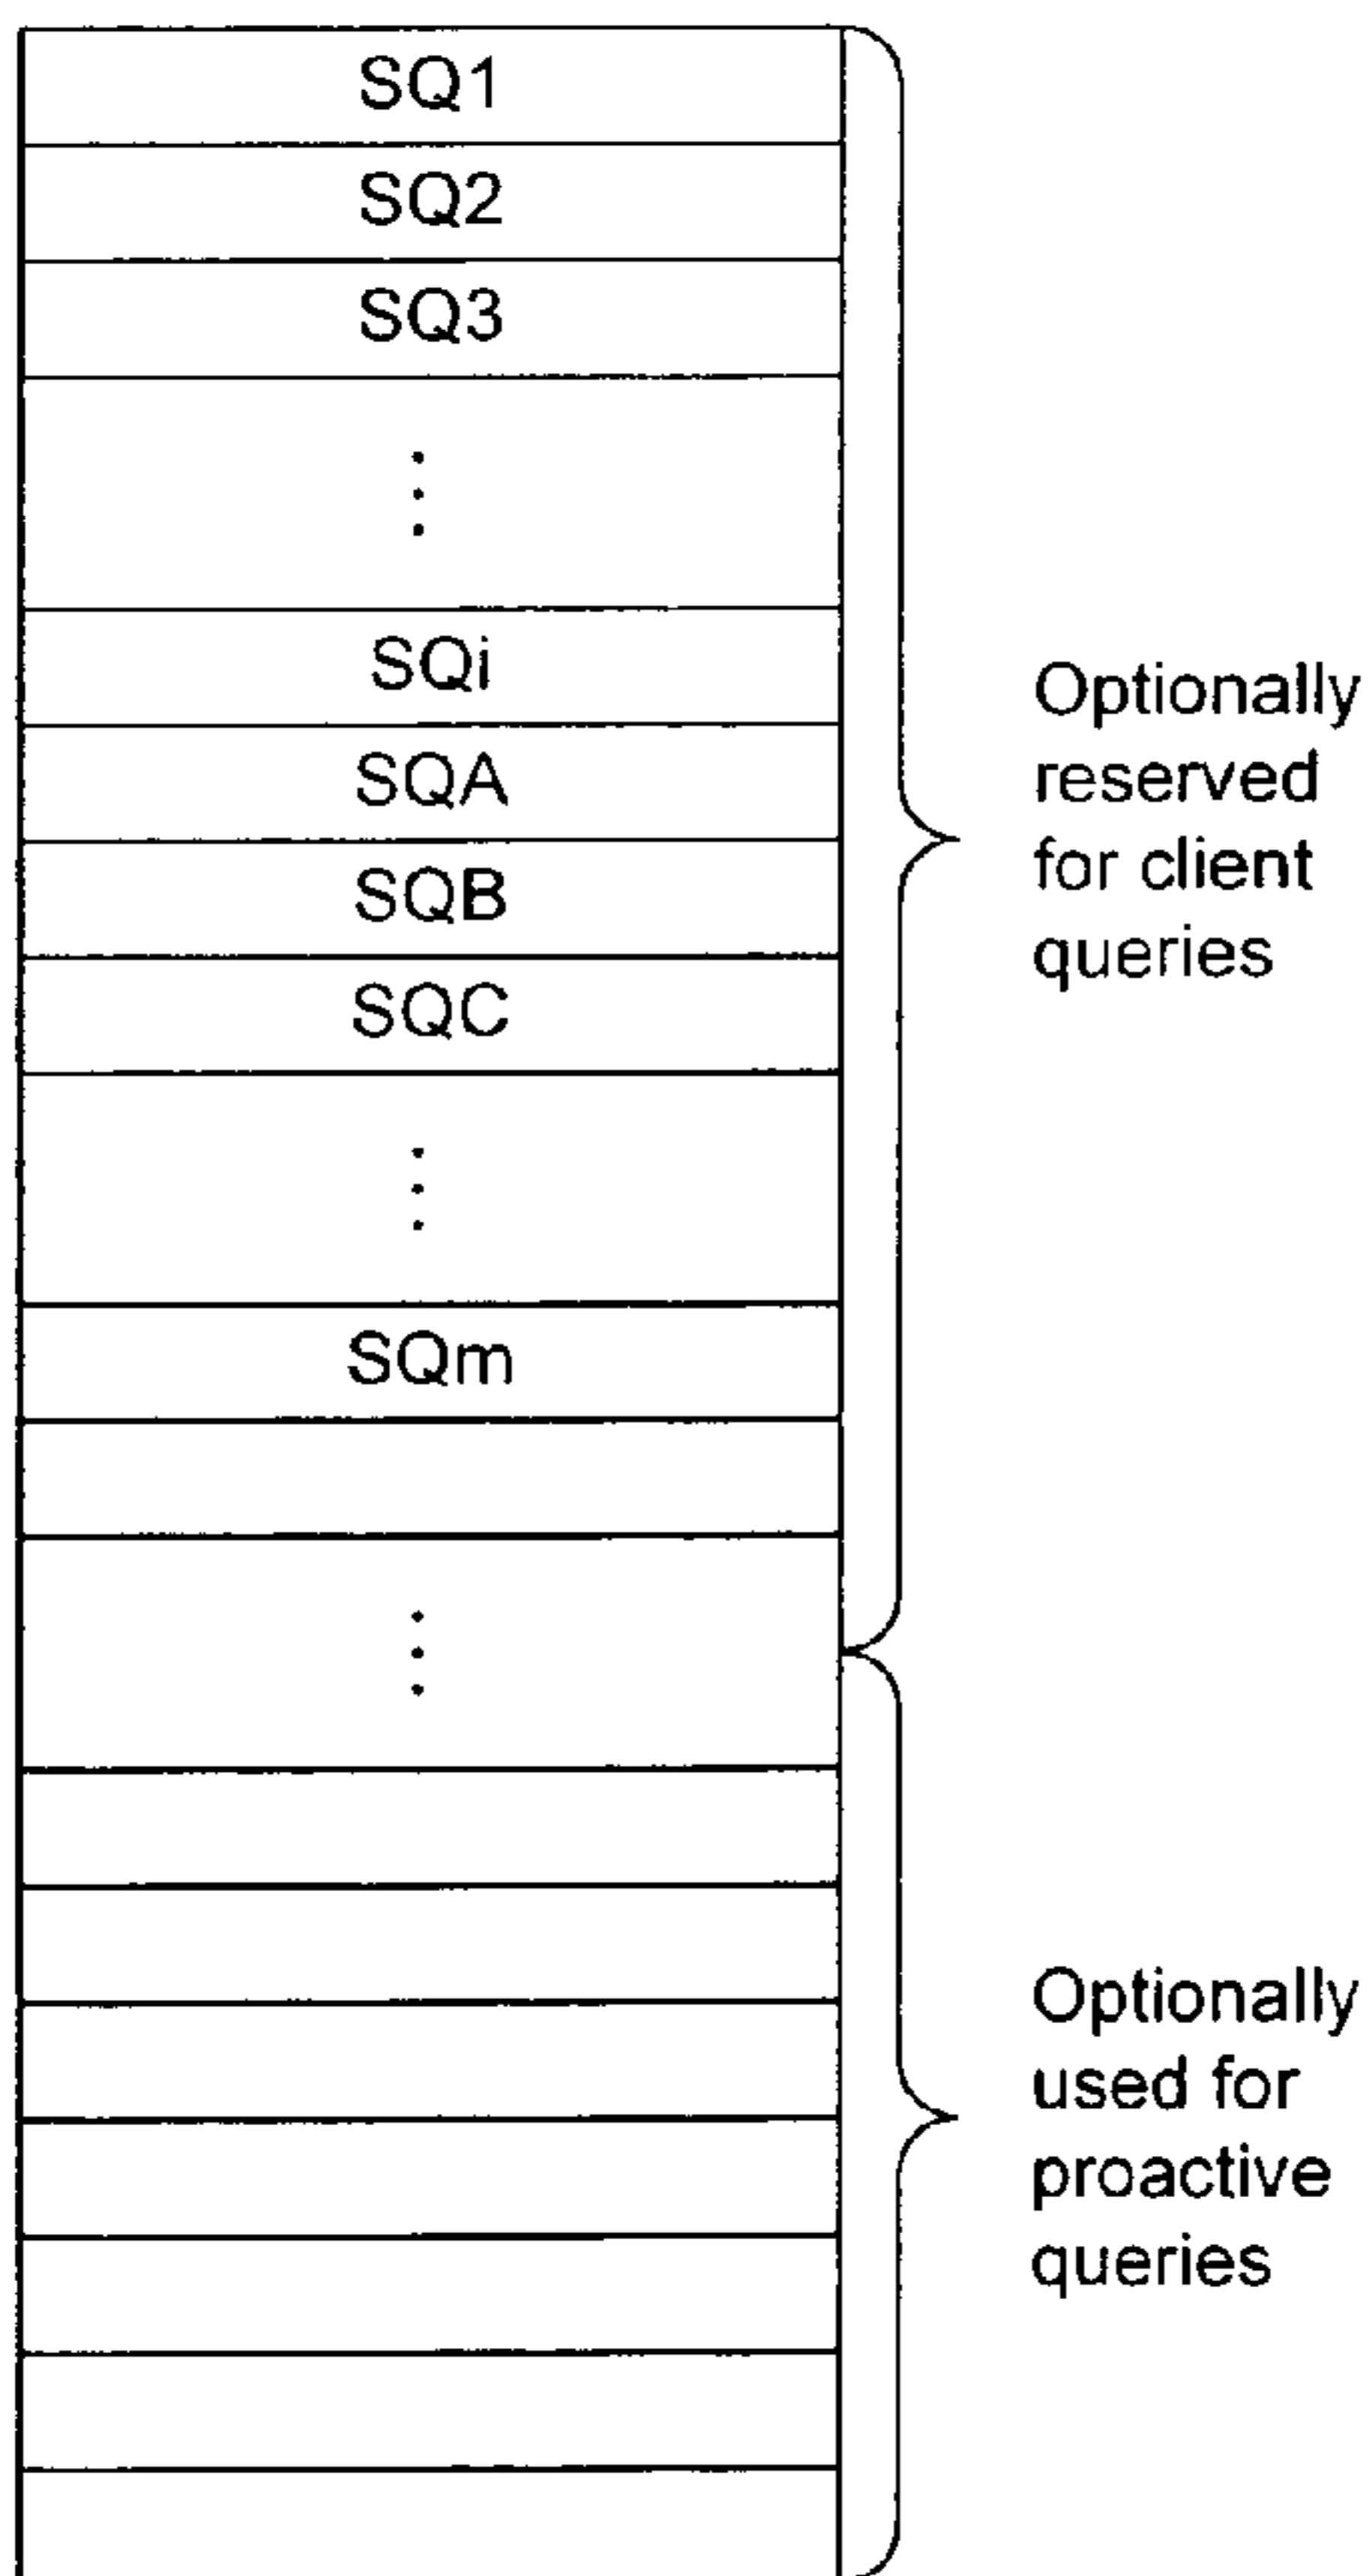 SQ1
SQ2
SQ3
SQi
SQA
SQB
SQC
SQm
Optionally
reserved
for client
queries
Optionally
used for
proactive
queries